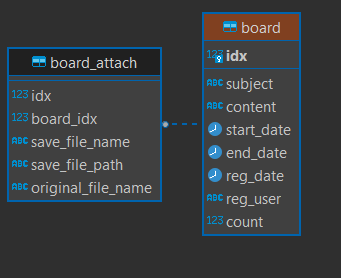 board_attach
123 idx
123 board_idx
ABC save_file_name
ABC save_file_path
ABC original_file_name
board
123 idx
ABC subject
ABC content
start_date
end_date
reg_date
ABC reg_user
123 count